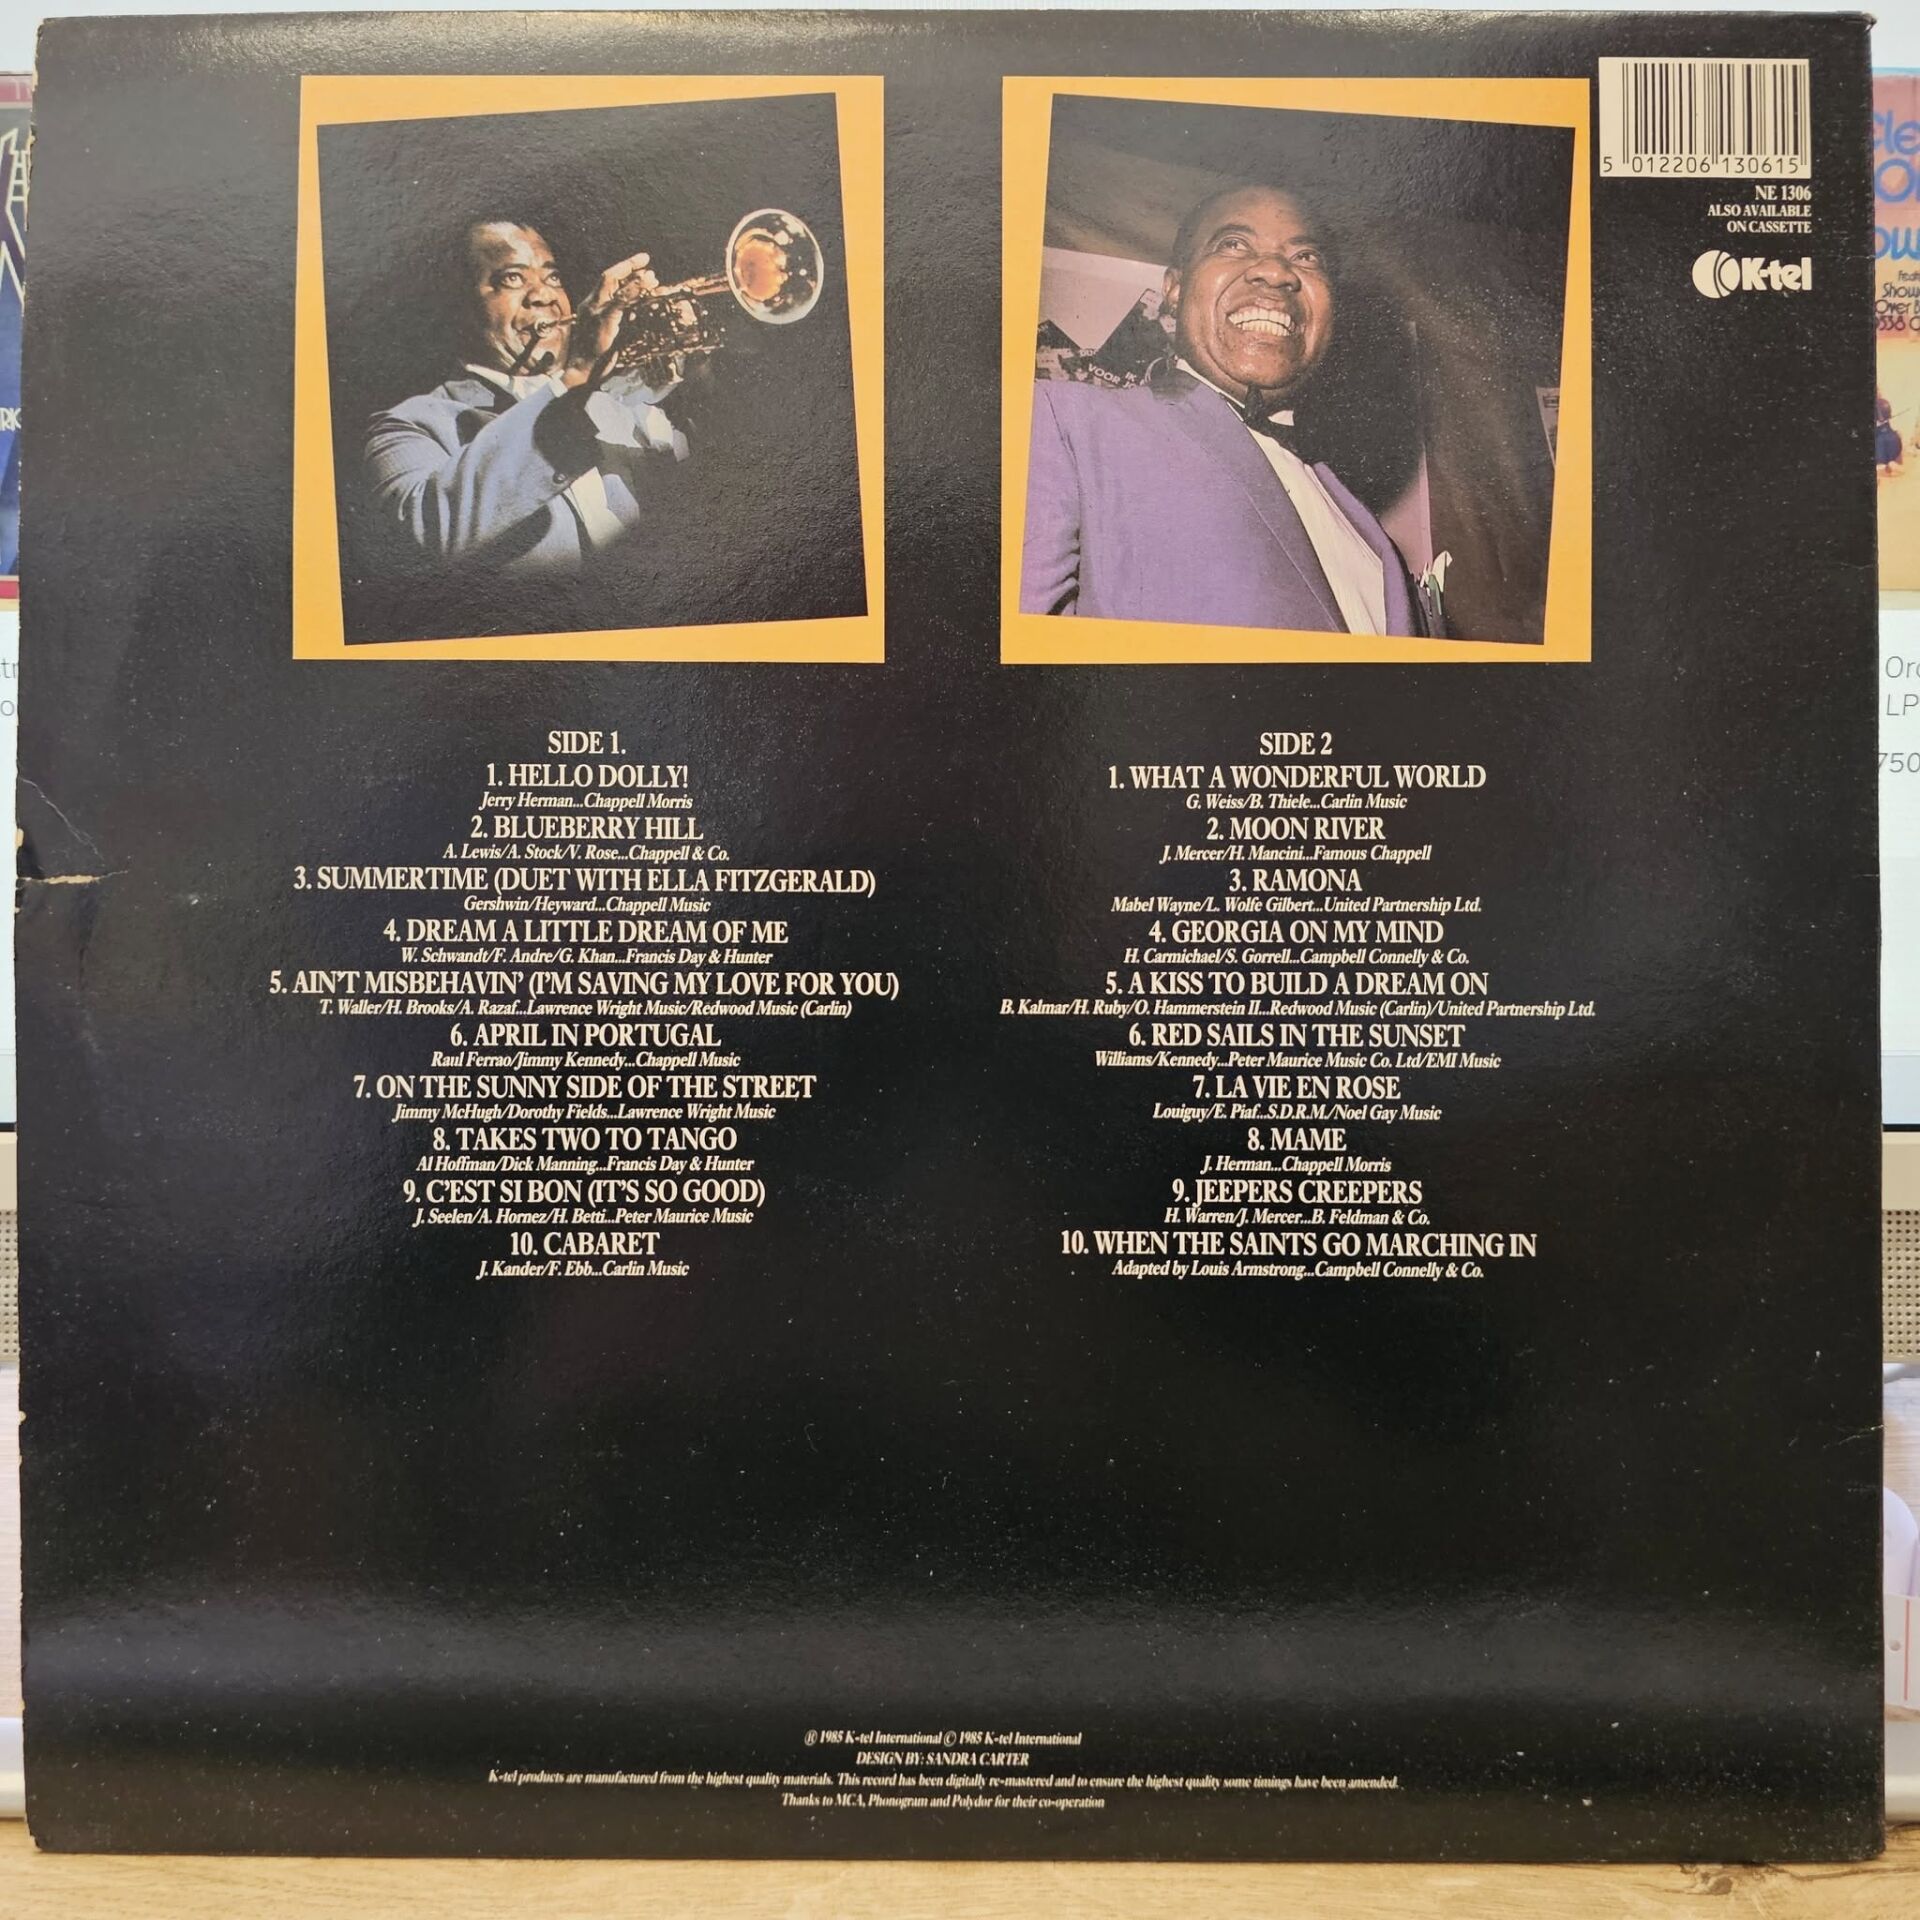 5 012206 130615
NE 1306
ALSO AVAILABLE
ON CASSETTE
K-tel
VOOR
IK
SIDE 1.
1. HELLO DOLLY!
Jerry Herman...Chappell Morris
2. BLUEBERRY HILL
A. Lewis/A. Stock/V. Rose...Chappell & Co.
3. SUMMERTIME (DUET WITH ELLA FITZGERALD)
Gershwin/Heyward...Chappell Music
4. DREAM A LITTLE DREAM OF ME
W. Schwandt/F. Andre/G. Khan...Francis Day & Hunter
5. AIN'T MISBEHAVIN' (I'M SAVING MY LOVE FOR YOU)
T. Waller/H. Brooks/A. Razaf...Lawrence Wright Music/Redwood Music (Carlin)
6. APRIL IN PORTUGAL
Raul Ferrao/Jimmy Kennedy...Chappell Music
7. ON THE SUNNY SIDE OF THE STREET
Jimmy McHugh/Dorothy Fields...Lawrence Wright Music
8. TAKES TWO TO TANGO
Al Hoffman/Dick Manning...Francis Day & Hunter
9. C'EST SI BON (IT'S SO GOOD)
J. Seelen/A. Hornez/H. Betti...Peter Maurice Music
10. CABARET
J. Kander/F. Ebb...Carlin Music
SIDE 2
1. WHAT A WONDERFUL WORLD
G. Weiss/B. Thiele...Carlin Music
2. MOON RIVER
J. Mercer/H. Mancini...Famous Chappell
3. RAMONA
Mabel Wayne/L. Wolfe Gilbert...United Partnership Ltd.
4. GEORGIA ON MY MIND
H. Carmichael/S. Gorrell...Campbell Connelly & Co.
5. A KISS TO BUILD A DREAM ON
B. Kalmar/H. Ruby/O. Hammerstein II...Redwood Music (Carlin)/United Partnership Ltd.
6. RED SAILS IN THE SUNSET
Williams/Kennedy...Peter Maurice Music Co. Ltd/EMI Music
7. LA VIE EN ROSE
Louiguy/E. Piaf...S.D.R.M./Noel Gay Music
8. MAME
J. Herman...Chappell Morris
9. JEEPERS CREEPERS
H. Warren/J. Mercer...B. Feldman & Co.
10. WHEN THE SAINTS GO MARCHING IN
Adapted by Louis Armstrong...Campbell Connelly & Co.
℗ 1985 K-tel International © 1985 K-tel International
DESIGN BY: SANDRA CARTER
K-tel products are manufactured from the highest quality materials. This record has been digitally re-mastered and to ensure the highest quality some timings have been amended.
Thanks to MCA, Phonogram and Polydor for their co-operation
LP
750